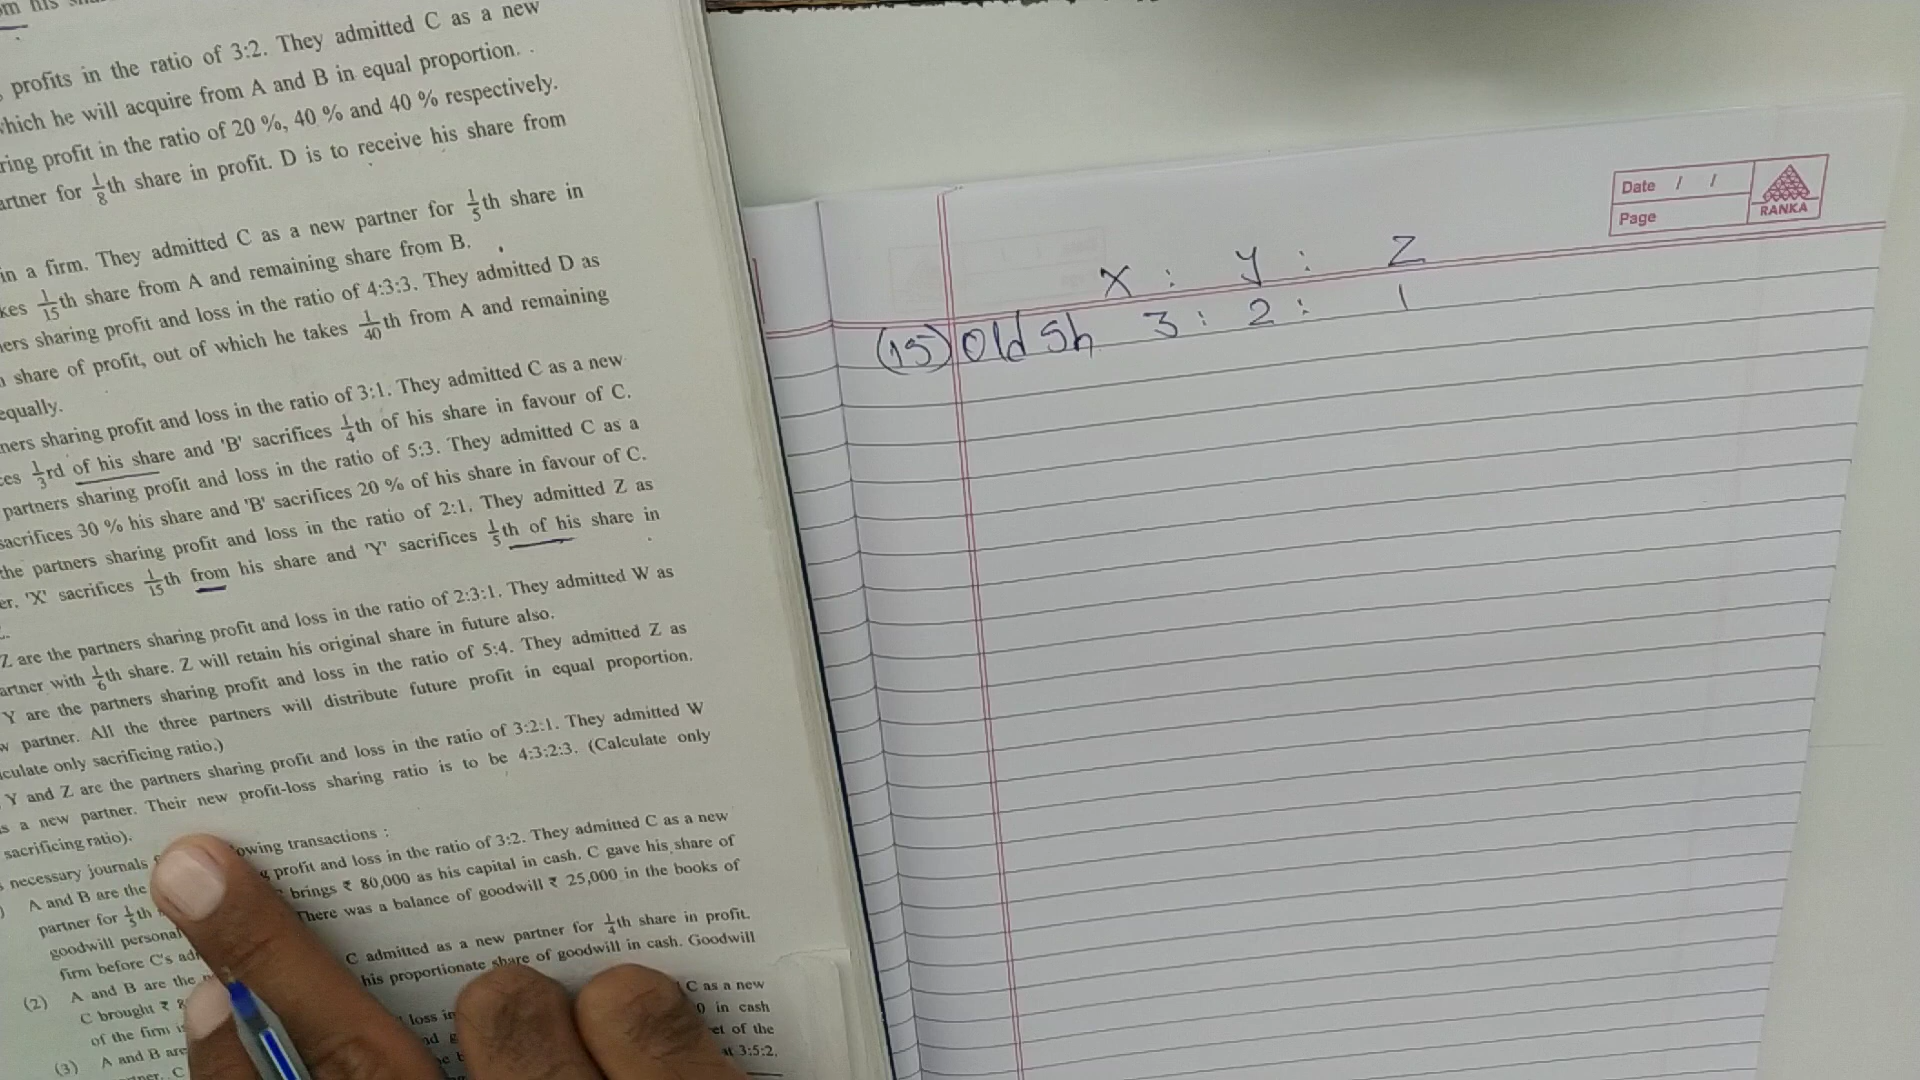 profits in the ratio of 3:2. They admitted C as a new
which he will acquire from A and B in equal proportion.
ring profit in the ratio of 20 %, 40 % and 40 % respectively.
artner for 1/8th share in profit. D is to receive his share from
in a firm. They admitted C as a new partner for 1/5th share in
kes 1/15th share from A and remaining share from B.
ers sharing profit and loss in the ratio of 4:3:3. They admitted D as
share of profit, out of which he takes 1/40th from A and remaining
equally.
ners sharing profit and loss in the ratio of 3:1. They admitted C as a new
ces 1/3rd of his share and 'B' sacrifices 1/4th of his share in favour of C.
partners sharing profit and loss in the ratio of 5:3. They admitted C as a
sacrifices 30 % his share and 'B' sacrifices 20 % of his share in favour of C.
the partners sharing profit and loss in the ratio of 2:1. They admitted Z as
er. 'X' sacrifices 1/15th from his share and 'Y' sacrifices 1/5th of his share in
Z are the partners sharing profit and loss in the ratio of 2:3:1. They admitted W as
artner with 1/6th share. Z will retain his original share in future also.
Y are the partners sharing profit and loss in the ratio of 5:4. They admitted Z as
w partner. All the three partners will distribute future profit in equal proportion.
culate only sacrificing ratio.)
Y and Z are the partners sharing profit and loss in the ratio of 3:2:1. They admitted W
s a new partner. Their new profit-loss sharing ratio is to be 4:3:2:3. (Calculate only
sacrificing ratio).
necessary journals owing transactions :
A and B are the g profit and loss in the ratio of 3:2. They admitted C as a new
partner for 1/5th brings ₹ 80,000 as his capital in cash. C gave his share of
goodwill personal There was a balance of goodwill ₹ 25,000 in the books of
firm before C's ad
(2) A and B are the C admitted as a new partner for 1/4th share in profit.
C brought ₹ 8 his proportionate share of goodwill in cash. Goodwill
of the firm is
(3) A and B are loss in C as a new
rtner. C 0 in cash
et of the
at 3:5:2.
Date / /
Page
RANKA
X : Y : Z
(15) Old Sh 3 : 2 : 1